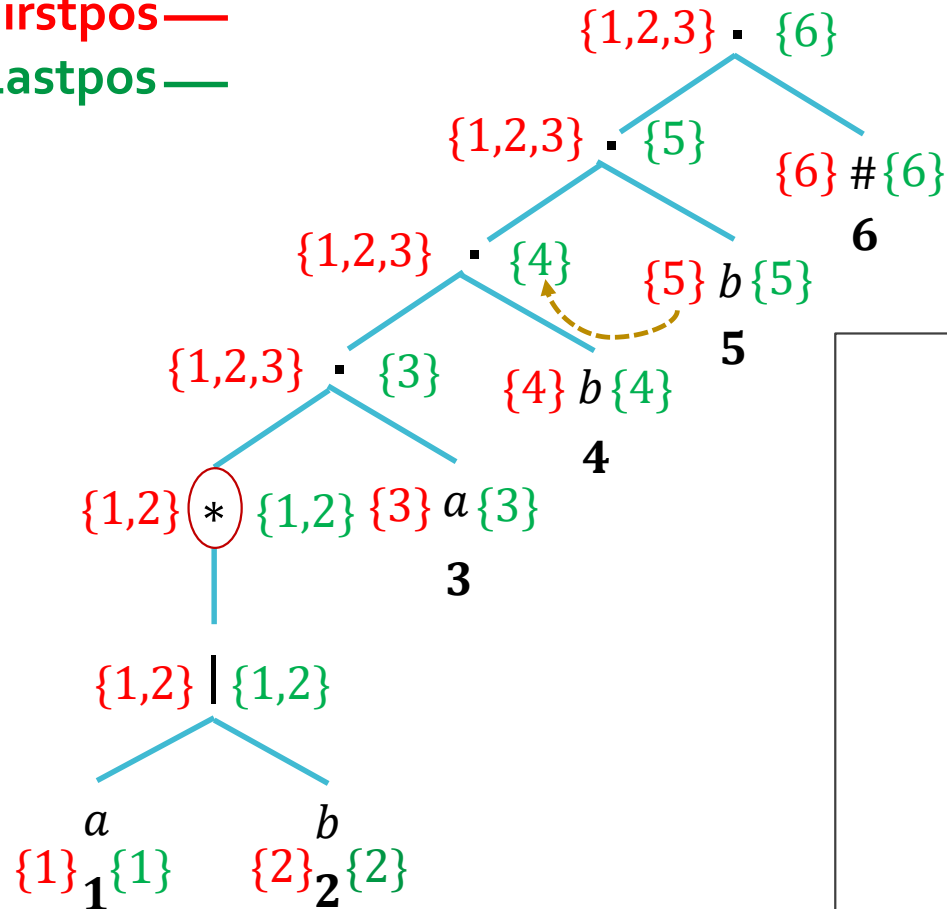 irstpos
{1,2,3} · {6}
astpos
{1,2,3} · {5}
{6} # {6}
6
{1,2,3} · {4}
{5} b {5}
5
{1,2,3} · {3}
{4} b {4}
4
{1,2} * {1,2} {3} a {3}
3
{1,2} | {1,2}
a b
{1} 1 {1} {2} 2 {2}